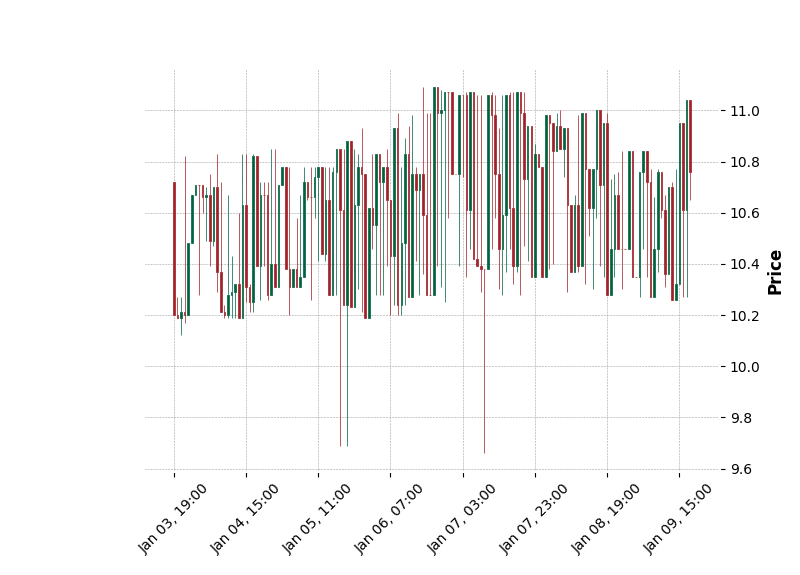 11.0
10.8
10.6
10.4
10.2
10.0
9.8
9.6
Price
Jan 03, 19:00
Jan 04, 15:00
Jan 05, 11:00
Jan 06, 07:00
Jan 07, 03:00
Jan 07, 23:00
Jan 08, 19:00
Jan 09, 15:00